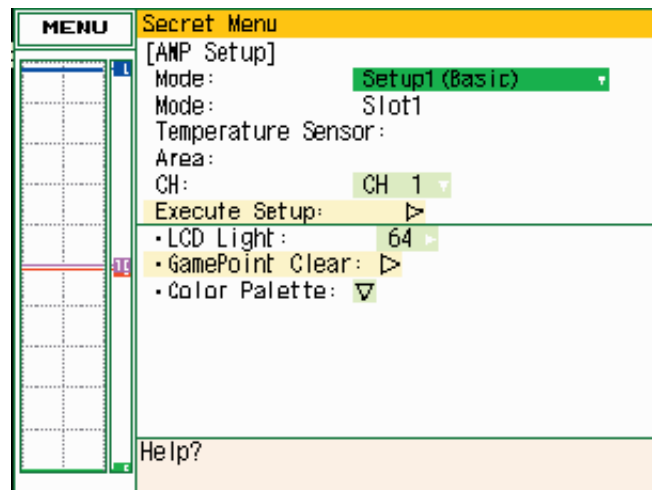 MENU
Secret Menu
[AMP Setup]
Mode: Setup1(Basic)
Mode: Slot1
Temperature Sensor:
Area:
CH: CH 1
Execute Setup:
・LCD Light: 64
・GamePoint Clear:
・Color Palette:
Help?